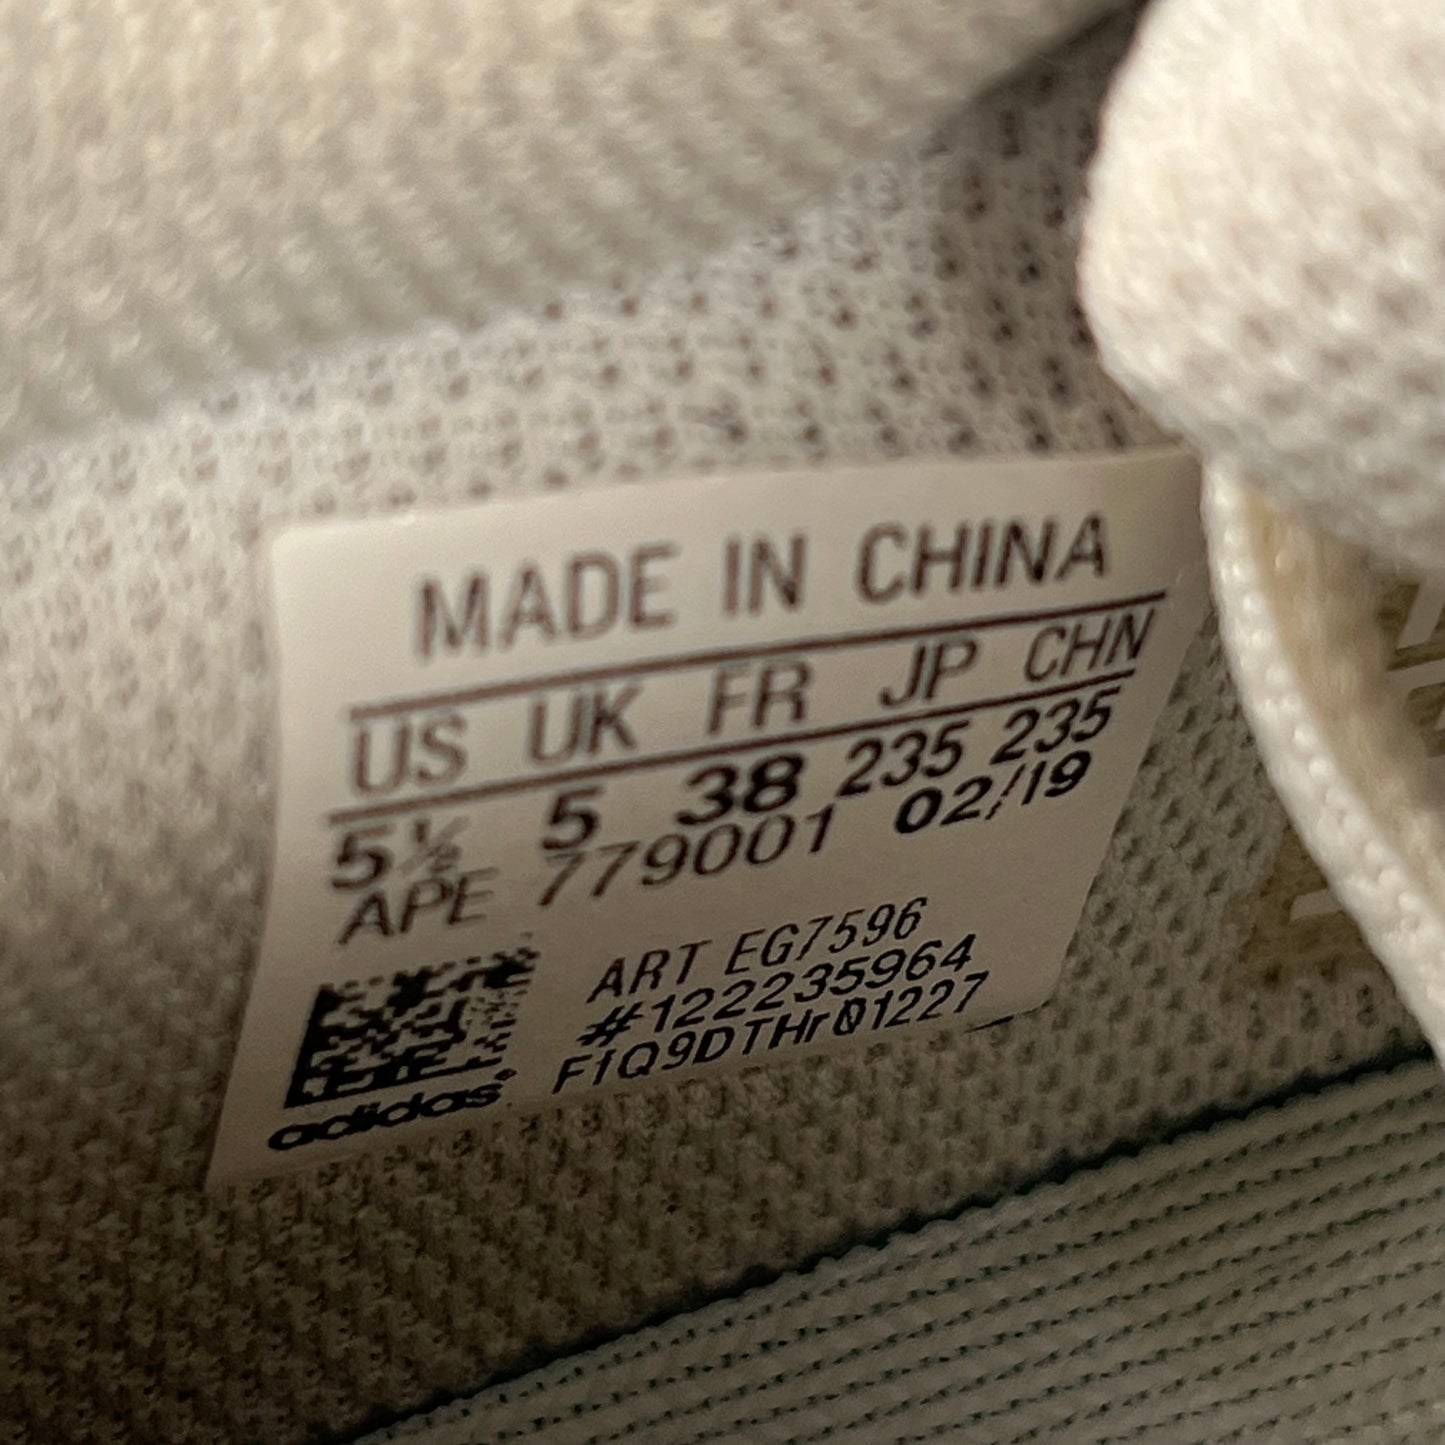 MADE IN CHINA
US UK FR JP CHN
5½ 5 38 235 235
APE 779001 02/19
ART EG7596
#122235964
F1Q9DTHr01227
adidas®